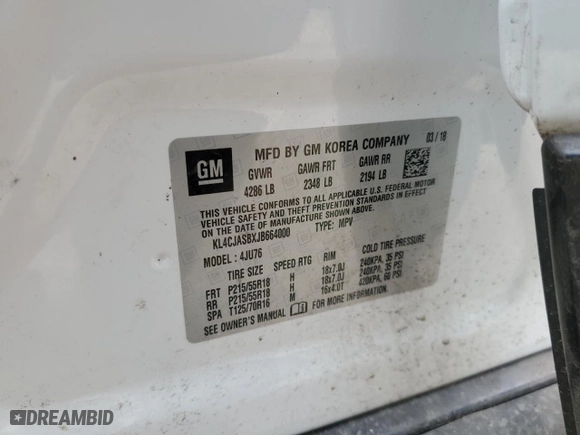 GM
MFD BY GM KOREA COMPANY 03 / 18
GVWR GAWR FRT GAWR RR
4286 LB 2348 LB 2194 LB
THIS VEHICLE CONFORMS TO ALL APPLICABLE U.S. FEDERAL MOTOR
VEHICLE SAFETY, BUMPER, AND THEFT PREVENTION STANDARDS IN EFFECT
ON THE DATE OF MANUFACTURE SHOWN ABOVE.
KL4CJASBXJB664000 TYPE: MPV
MODEL: 4JU76
TIRE SIZE SPEED RTG RIM COLD TIRE PRESSURE
FRT P215/55R18 H 18x7.0J 240KPA, 35 PSI
RR P215/55R18 H 18x7.0J 240KPA, 35 PSI
SPA T125/70R16 M 16x4.0T 420KPA, 60 PSI
SEE OWNER'S MANUAL FOR MORE INFORMATION.
DREAMBID